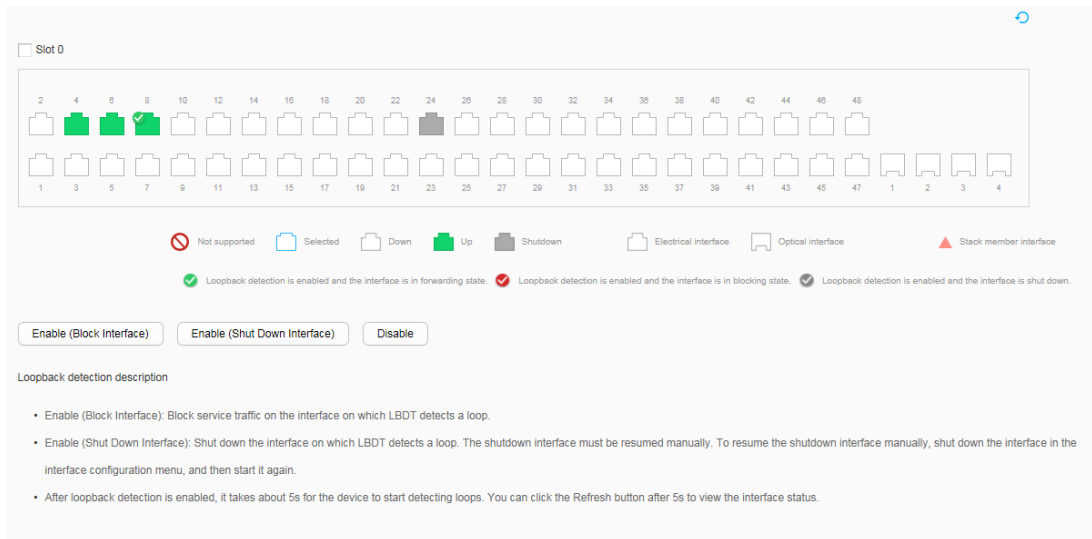 Slot 0
2 4 6 8 10 12 14 16 18 20 22 24 26 28 30 32 34 36 38 40 42 44 46 48
1 3 5 7 9 11 13 15 17 19 21 23 25 27 29 31 33 35 37 39 41 43 45 47 1 2 3 4
Not supported Selected Down Up Shutdown Electrical interface Optical interface Stack member interface
Loopback detection is enabled and the interface is in forwarding state. Loopback detection is enabled and the interface is in blocking state. Loopback detection is enabled and the interface is shut down.
Enable (Block Interface) Enable (Shut Down Interface) Disable
Loopback detection description
• Enable (Block Interface): Block service traffic on the interface on which LBDT detects a loop.
• Enable (Shut Down Interface): Shut down the interface on which LBDT detects a loop. The shutdown interface must be resumed manually. To resume the shutdown interface manually, shut down the interface in the
interface configuration menu, and then start it again.
• After loopback detection is enabled, it takes about 5s for the device to start detecting loops. You can click the Refresh button after 5s to view the interface status.